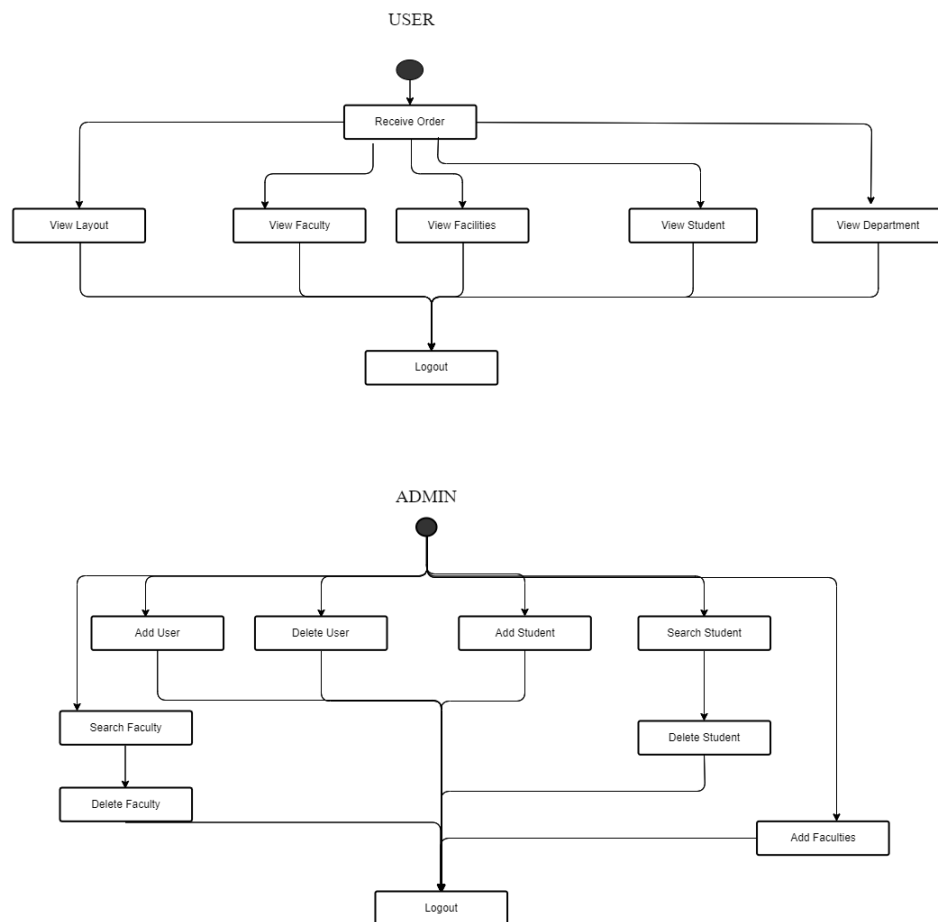 USER
Receive Order
View Layout
View Faculty
View Facilities
View Student
View Department
Logout
ADMIN
Add User
Delete User
Add Student
Search Student
Search Faculty
Delete Student
Delete Faculty
Add Faculties
Logout